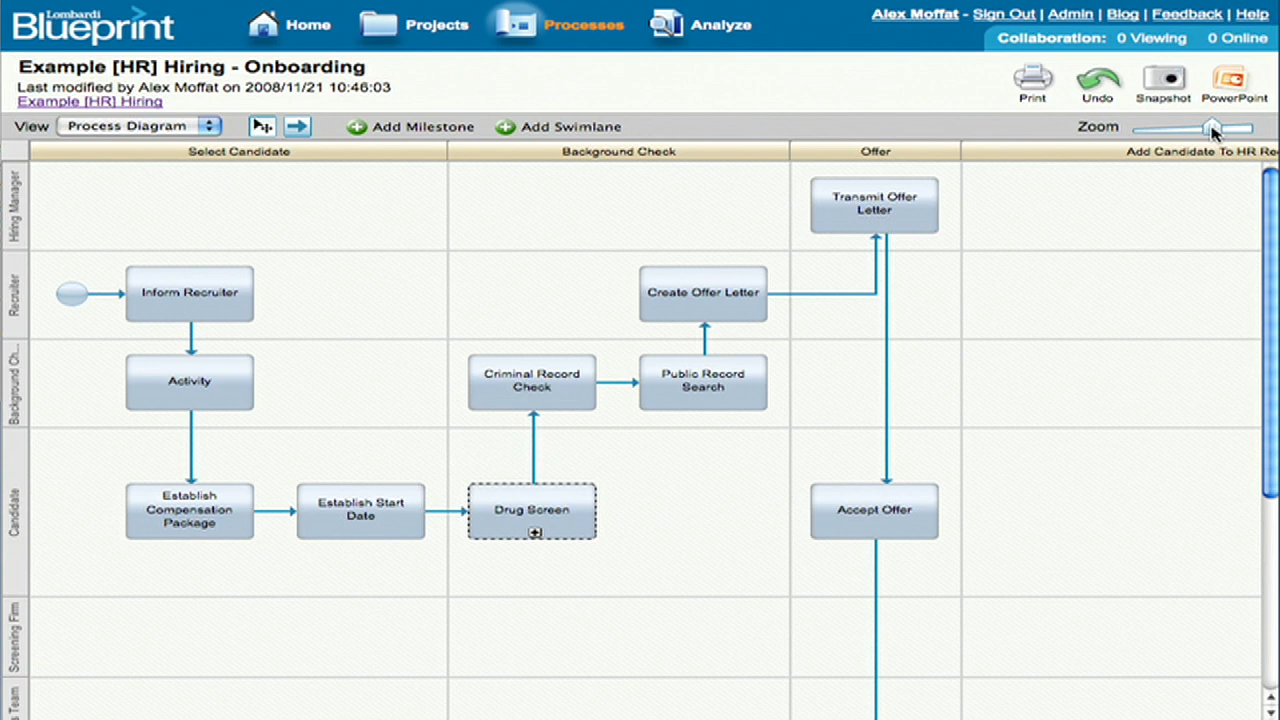 Lombardi
Blueprint
Home
Projects
Processes
Analyze
Alex Moffat - Sign Out | Admin | Blog | Feedback | Help
Collaboration: 0 Viewing 0 Online
Example [HR] Hiring - Onboarding
Last modified by Alex Moffat on 2008/11/21 10:46:03
Example [HR] Hiring
Print
Undo
Snapshot
PowerPoint
View
Process Diagram
Add Milestone
Add Swimlane
Zoom
Select Candidate
Background Check
Offer
Add Candidate To HR Re
Hiring Manager
Transmit Offer
Letter
Recruiter
Inform Recruiter
Create Offer Letter
Background Ch...
Activity
Criminal Record
Check
Public Record
Search
Candidate
Establish
Compensation
Package
Establish Start
Date
Drug Screen
Accept Offer
Screening Firm
s Team